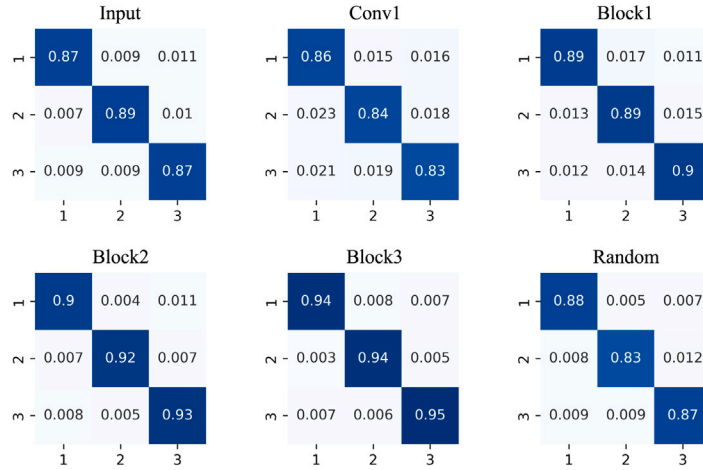 Input Conv1 Block1
1 0.87 0.009 0.011 1 0.86 0.015 0.016 1 0.89 0.017 0.011
2 0.007 0.89 0.01 2 0.023 0.84 0.018 2 0.013 0.89 0.015
3 0.009 0.009 0.87 3 0.021 0.019 0.83 3 0.012 0.014 0.9
1 2 3 1 2 3 1 2 3
Block2 Block3 Random
1 0.9 0.004 0.011 1 0.94 0.008 0.007 1 0.88 0.005 0.007
2 0.007 0.92 0.007 2 0.003 0.94 0.005 2 0.008 0.83 0.012
3 0.008 0.005 0.93 3 0.007 0.006 0.95 3 0.009 0.009 0.87
1 2 3 1 2 3 1 2 3